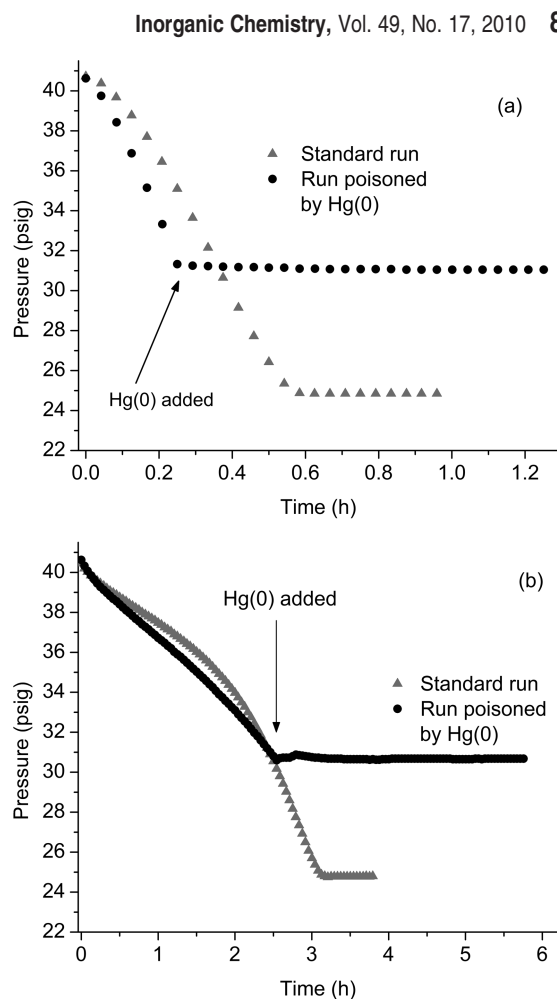 Inorganic Chemistry, Vol. 49, No. 17, 2010
(a)
Standard run
Run poisoned
by Hg(0)
Hg(0) added
Pressure (psig)
40
38
36
34
32
30
28
26
24
22
0.0 0.2 0.4 0.6 0.8 1.0 1.2
Time (h)
(b)
Hg(0) added
Standard run
Run poisoned
by Hg(0)
Pressure (psig)
40
38
36
34
32
30
28
26
24
22
0 1 2 3 4 5 6
Time (h)